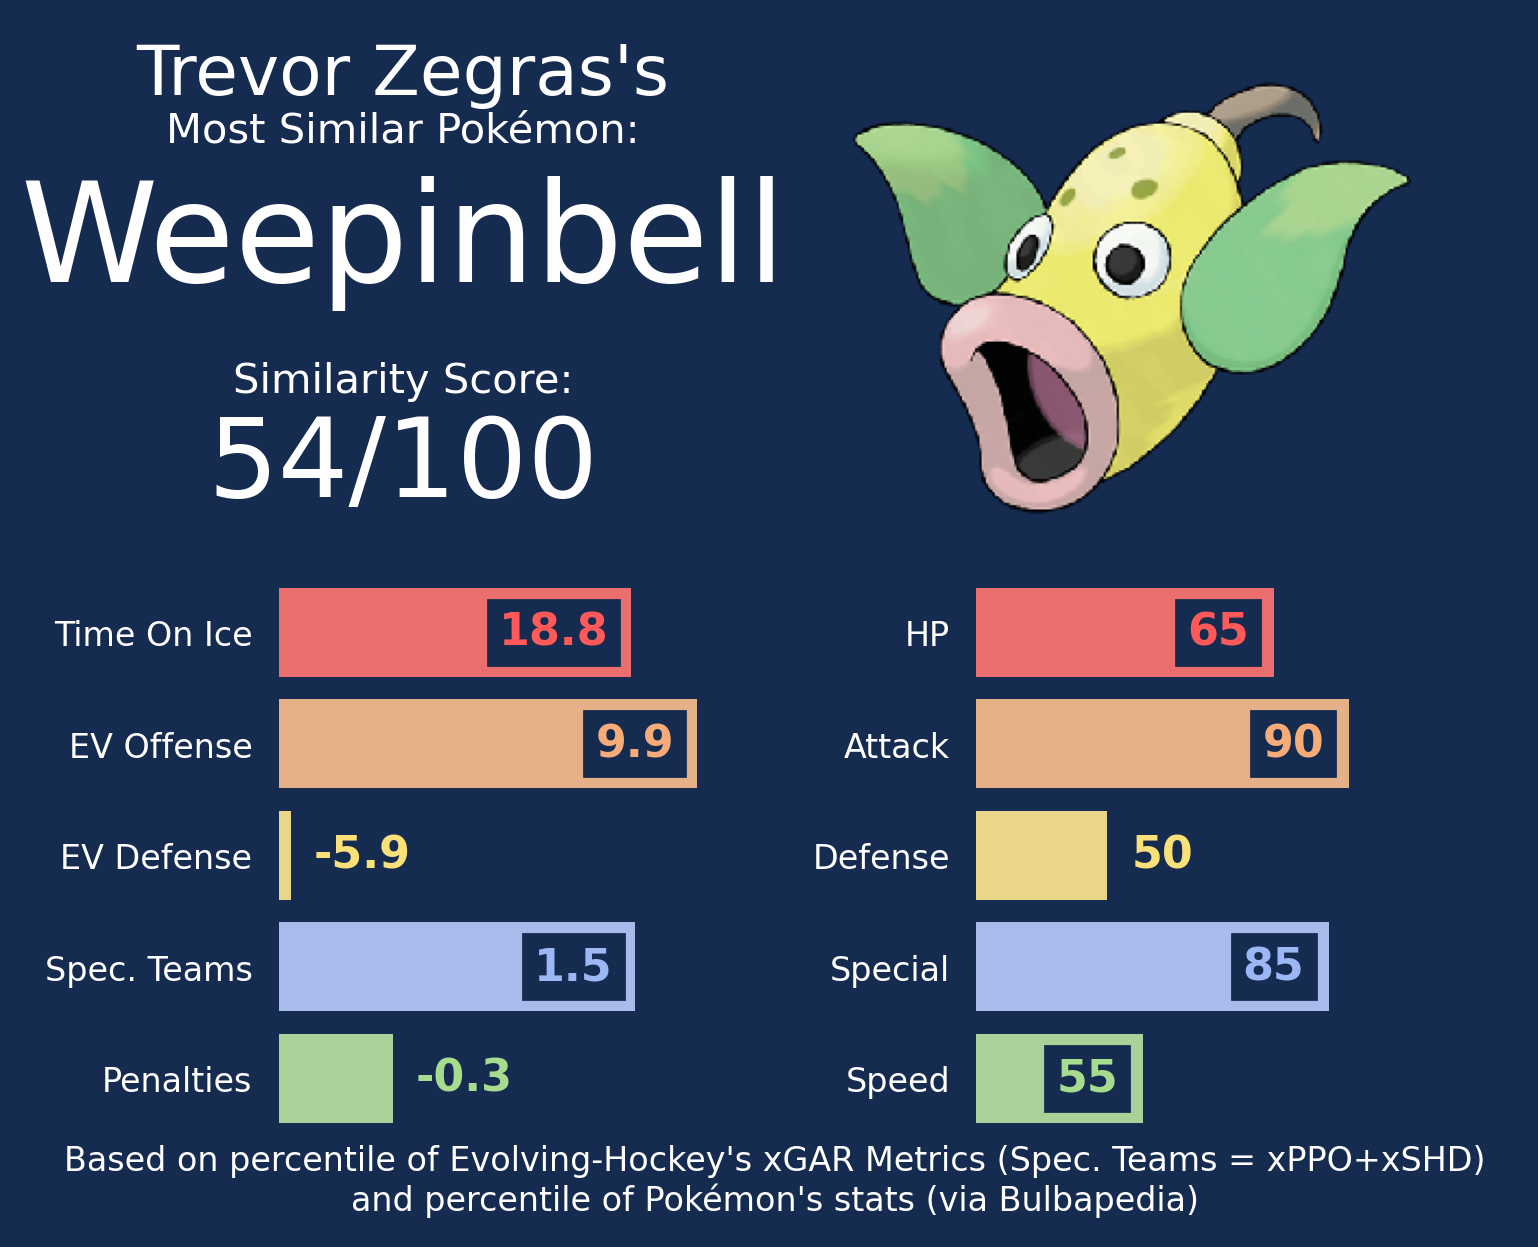 Trevor Zegras's
Most Similar Pokémon:
Weepinbell
Similarity Score:
54/100
Time On Ice 18.8
EV Offense 9.9
EV Defense -5.9
Spec. Teams 1.5
Penalties -0.3
HP 65
Attack 90
Defense 50
Special 85
Speed 55
Based on percentile of Evolving-Hockey's xGAR Metrics (Spec. Teams = xPPO+xSHD)
and percentile of Pokémon's stats (via Bulbapedia)